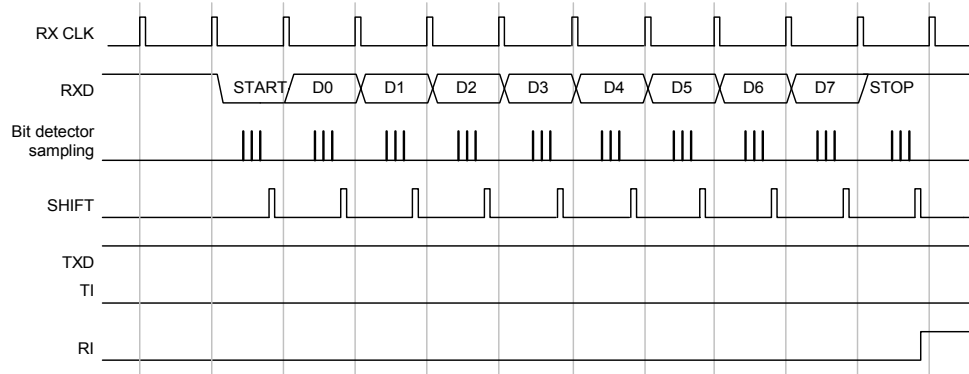 RX CLK
RXD START D0 D1 D2 D3 D4 D5 D6 D7 STOP
Bit detector
sampling
SHIFT
TXD
TI
RI